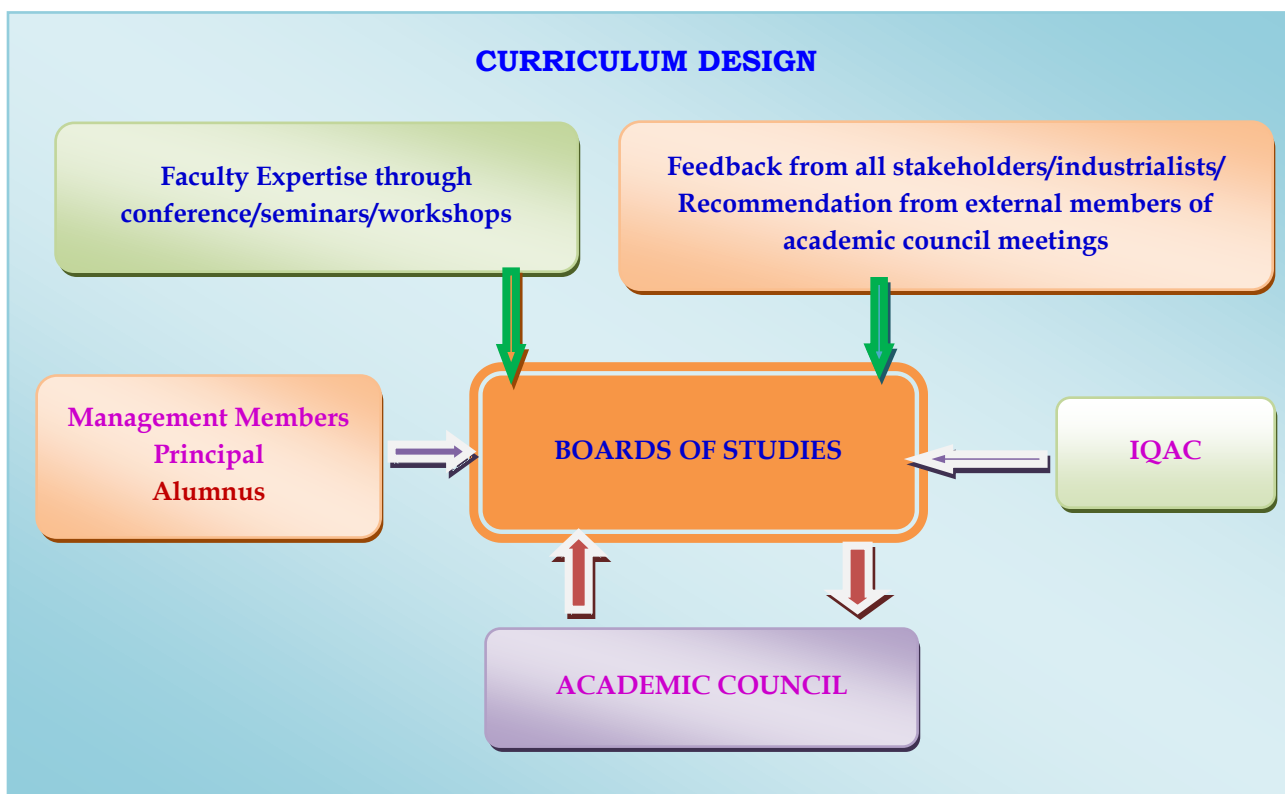 CURRICULUM DESIGN
Faculty Expertise through
conference/seminars/workshops
Feedback from all stakeholders/industrialists/
Recommendation from external members of
academic council meetings
Management Members
Principal
Alumnus
BOARDS OF STUDIES
IQAC
ACADEMIC COUNCIL